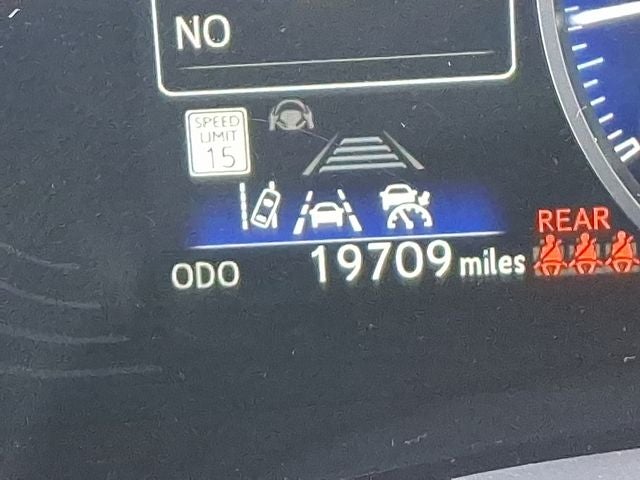 NO
SPEED
LIMIT
15
REAR
ODO 19709 miles